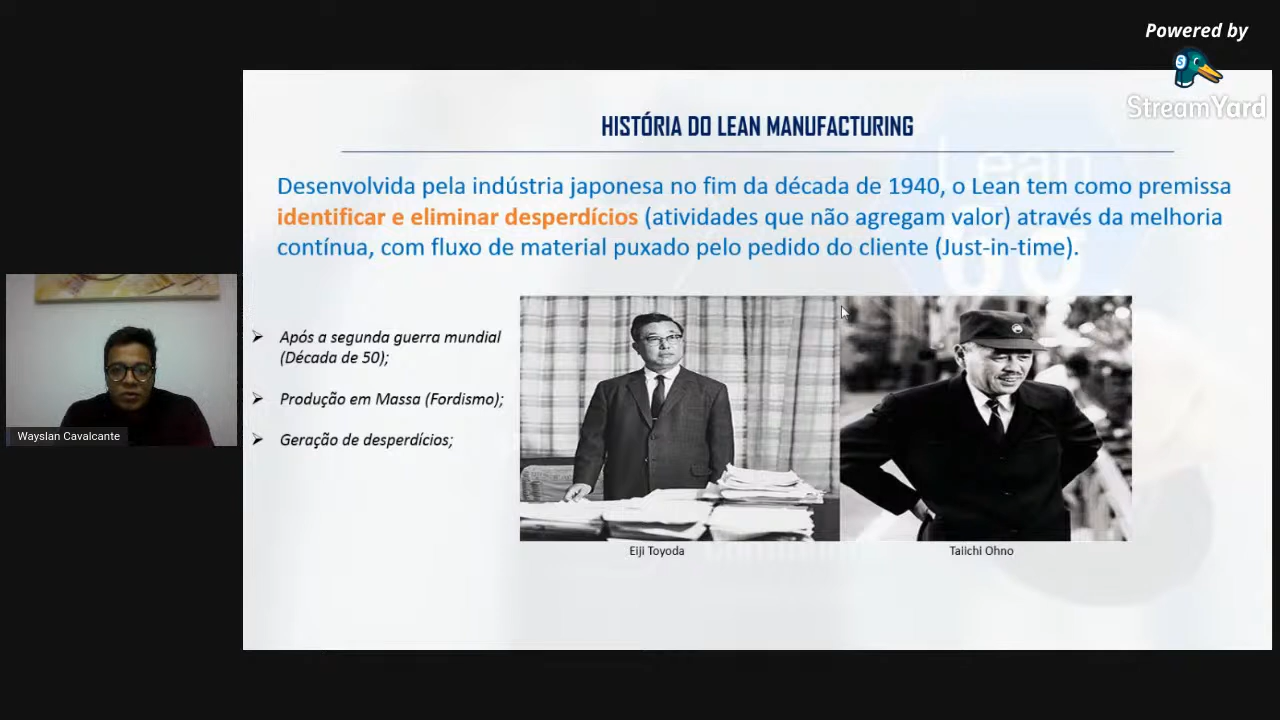 Powered by
StreamYard
HISTÓRIA DO LEAN MANUFACTURING
Desenvolvida pela indústria japonesa no fim da década de 1940, o Lean tem como premissa
identificar e eliminar desperdícios (atividades que não agregam valor) através da melhoria
contínua, com fluxo de material puxado pelo pedido do cliente (Just-in-time).
Após a segunda guerra mundial
(Década de 50);
Produção em Massa (Fordismo);
Geração de desperdícios;
Eiji Toyoda
Taiichi Ohno
Wayslan Cavalcante
Lean
6σ